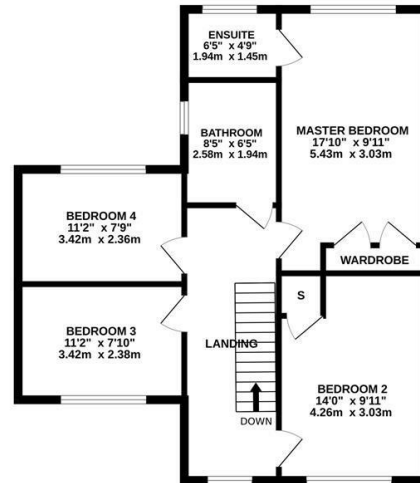 ENSUITE
6'5" x 4'9"
1.94m x 1.45m
BATHROOM
8'5" x 6'5"
2.58m x 1.94m
MASTER BEDROOM
17'10" x 9'11"
5.43m x 3.03m
WARDROBE
BEDROOM 4
11'2" x 7'9"
3.42m x 2.36m
S
BEDROOM 3
11'2" x 7'10"
3.42m x 2.38m
LANDING
DOWN
BEDROOM 2
14'0" x 9'11"
4.26m x 3.03m